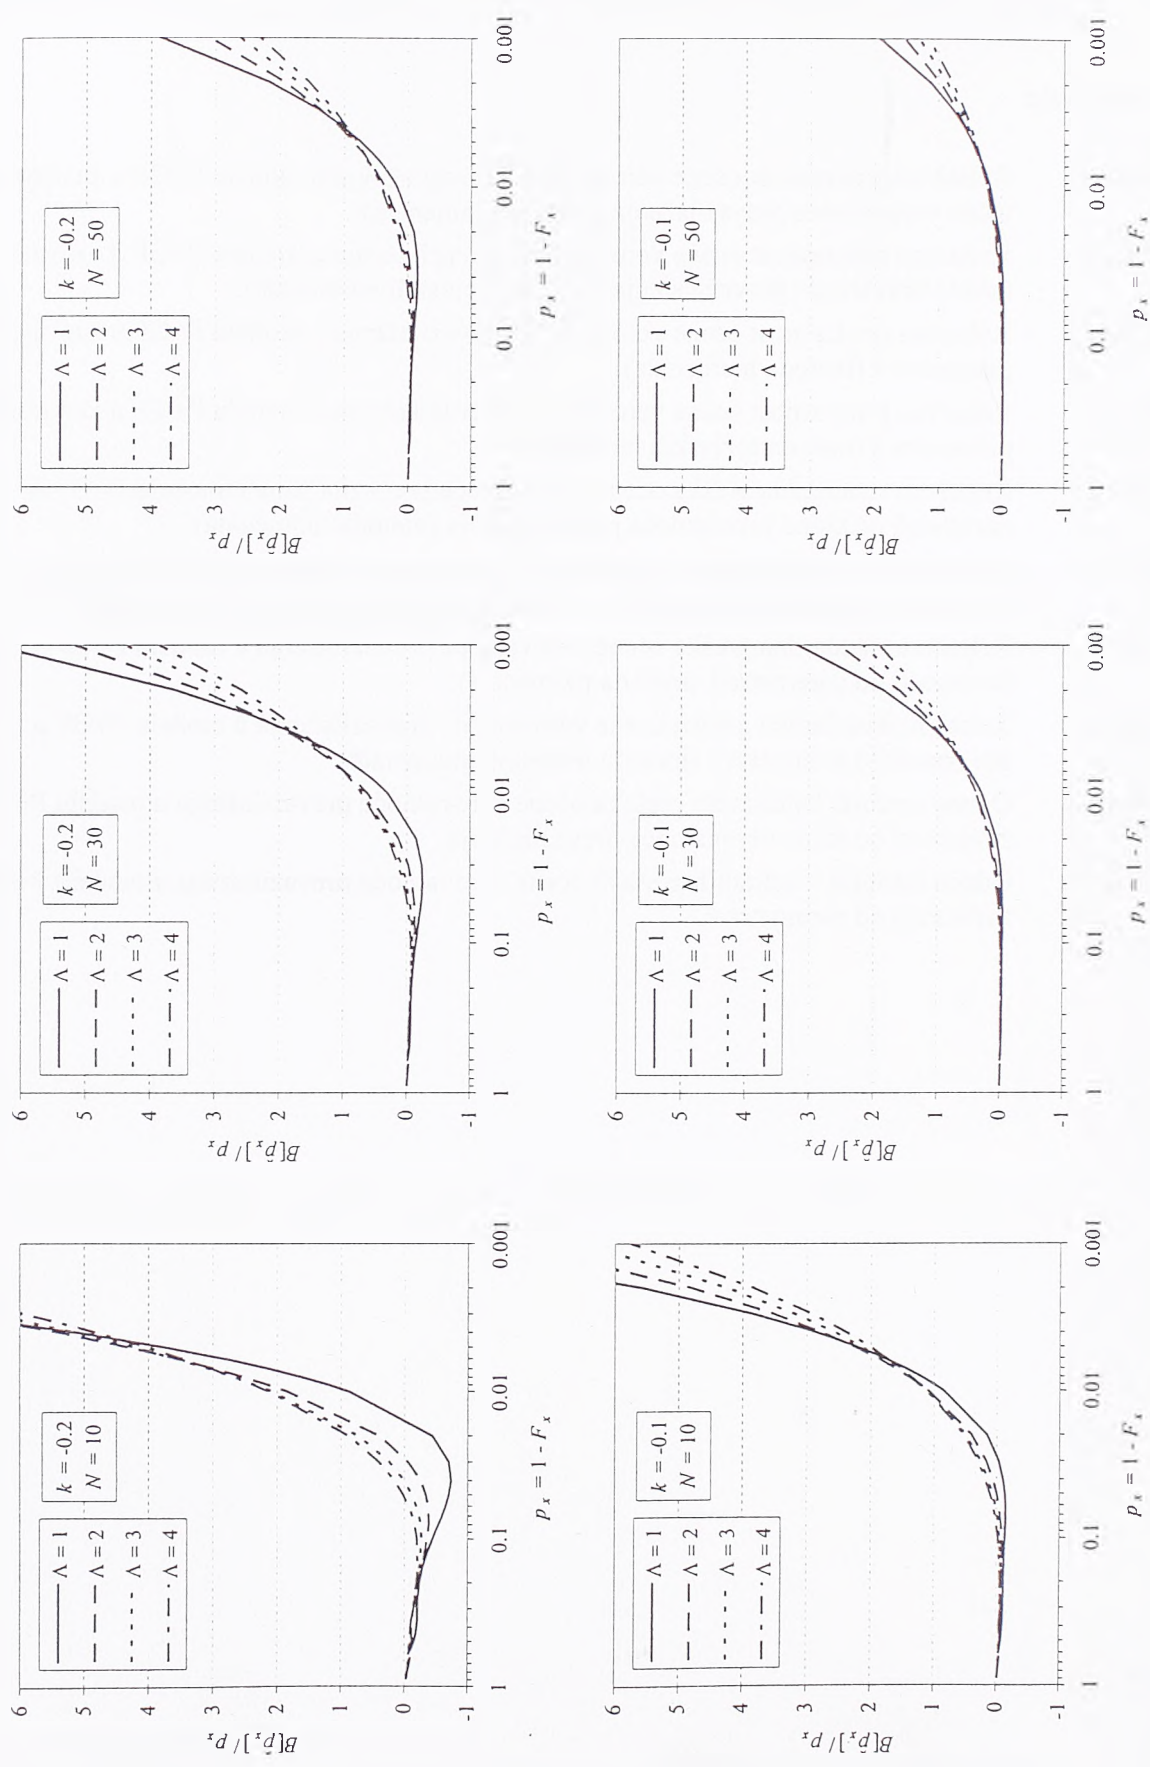 B[p̂x] / px
6
5
4
3
2
1
0
-1
Λ = 1
Λ = 2
Λ = 3
Λ = 4
k = -0.2
N = 10
1
0.1
0.01
0.001
px = 1 - Fx
B[p̂x] / px
6
5
4
3
2
1
0
-1
Λ = 1
Λ = 2
Λ = 3
Λ = 4
k = -0.2
N = 30
1
0.1
0.01
0.001
px = 1 - Fx
B[p̂x] / px
6
5
4
3
2
1
0
-1
Λ = 1
Λ = 2
Λ = 3
Λ = 4
k = -0.2
N = 50
1
0.1
0.01
0.001
px = 1 - Fx
B[p̂x] / px
6
5
4
3
2
1
0
-1
Λ = 1
Λ = 2
Λ = 3
Λ = 4
k = -0.1
N = 10
1
0.1
0.01
0.001
px = 1 - Fx
B[p̂x] / px
6
5
4
3
2
1
0
-1
Λ = 1
Λ = 2
Λ = 3
Λ = 4
k = -0.1
N = 30
1
0.1
0.01
0.001
px = 1 - Fx
B[p̂x] / px
6
5
4
3
2
1
0
-1
Λ = 1
Λ = 2
Λ = 3
Λ = 4
k = -0.1
N = 50
1
0.1
0.01
0.001
px = 1 - Fx